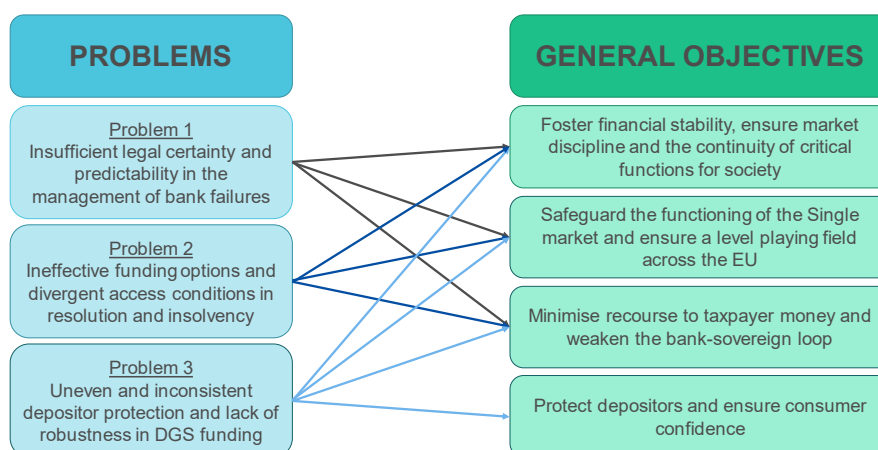 PROBLEMS
Problem 1
Insufficient legal certainty and
predictability in the
management of bank failures
Problem 2
Ineffective funding options and
divergent access conditions in
resolution and insolvency
Problem 3
Uneven and inconsistent
depositor protection and lack of
robustness in DGS funding
GENERAL OBJECTIVES
Foster financial stability, ensure market
discipline and the continuity of critical
functions for society
Safeguard the functioning of the Single
market and ensure a level playing field
across the EU
Minimise recourse to taxpayer money and
weaken the bank-sovereign loop
Protect depositors and ensure consumer
confidence